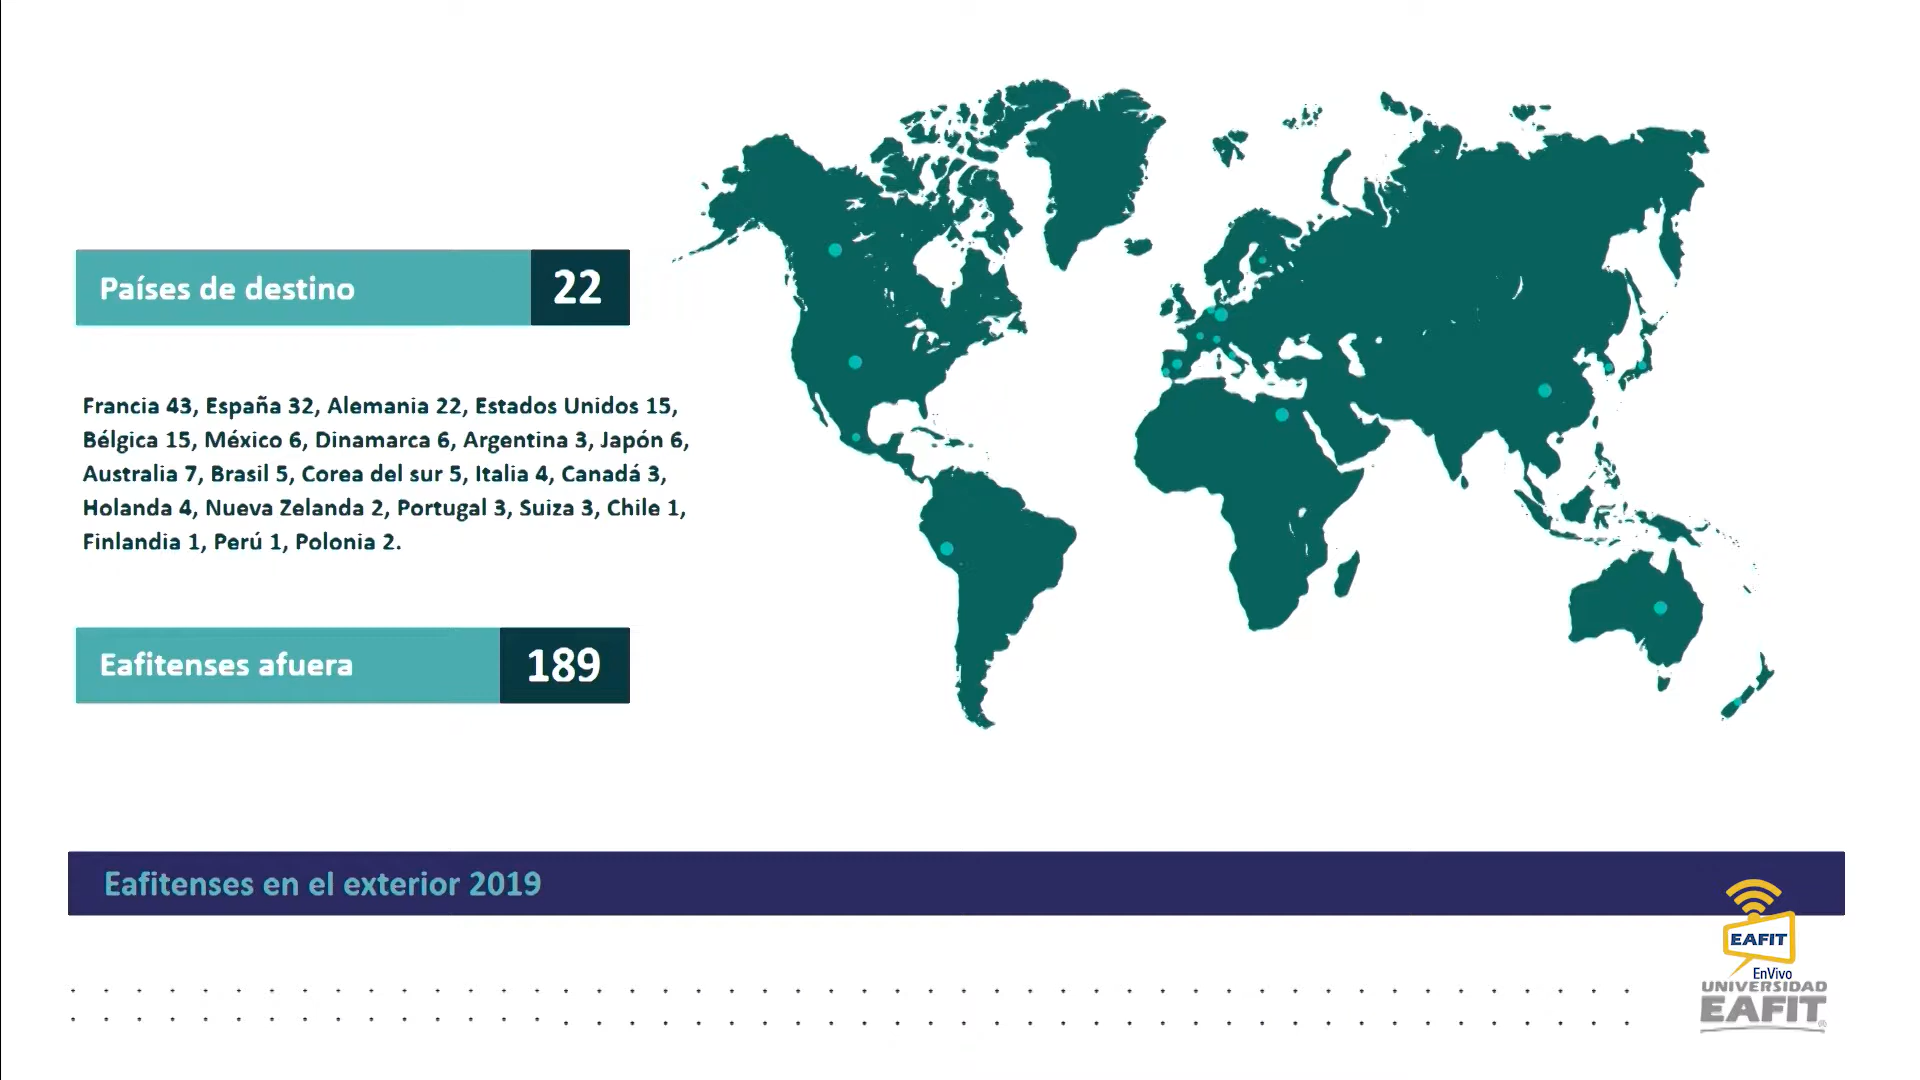 Países de destino 22
Francia 43, España 32, Alemania 22, Estados Unidos 15,
Bélgica 15, México 6, Dinamarca 6, Argentina 3, Japón 6,
Australia 7, Brasil 5, Corea del sur 5, Italia 4, Canadá 3,
Holanda 4, Nueva Zelanda 2, Portugal 3, Suiza 3, Chile 1,
Finlandia 1, Perú 1, Polonia 2.
Eafitenses afuera 189
Eafitenses en el exterior 2019
EAFIT
EnVivo
UNIVERSIDAD
EAFIT®